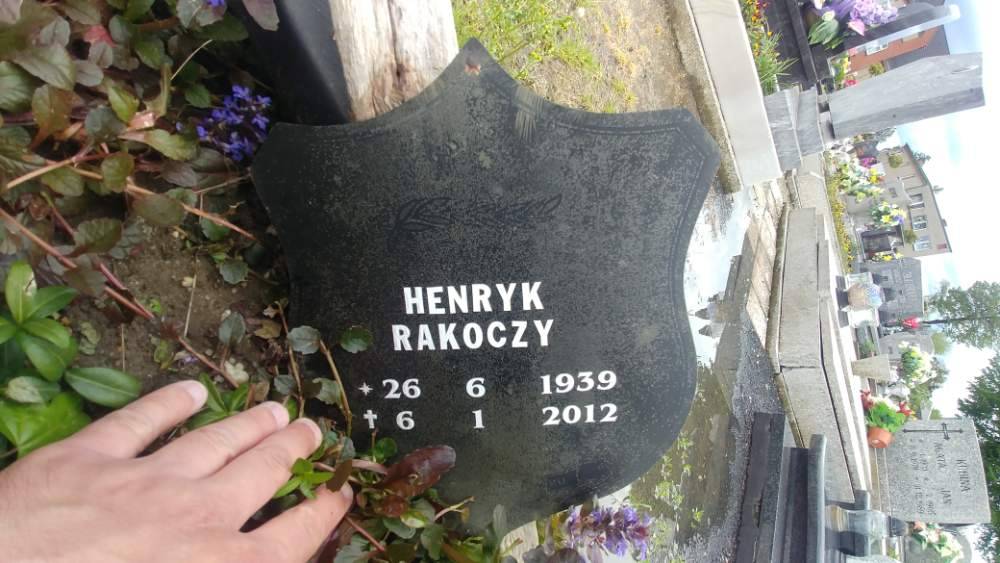 HENRYK
RAKOCZY
* 26 6 1939
† 6 1 2012